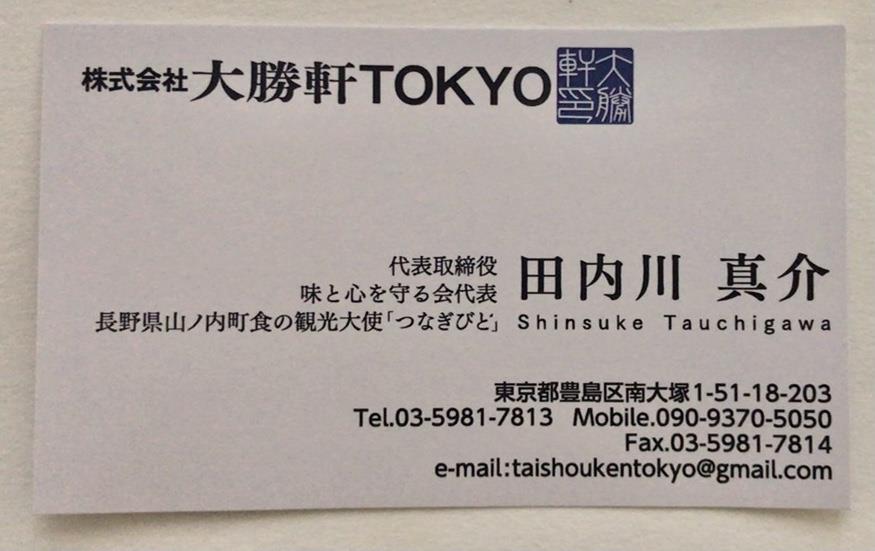 株式会社 大勝軒TOKYO
大勝軒印
代表取締役
味と心を守る会代表
長野県山ノ内町食の観光大使「つなぎびと」
田内川 真介
Shinsuke Tauchigawa
東京都豊島区南大塚1-51-18-203
Tel.03-5981-7813 Mobile.090-9370-5050
Fax.03-5981-7814
e-mail:taishoukentokyo@gmail.com